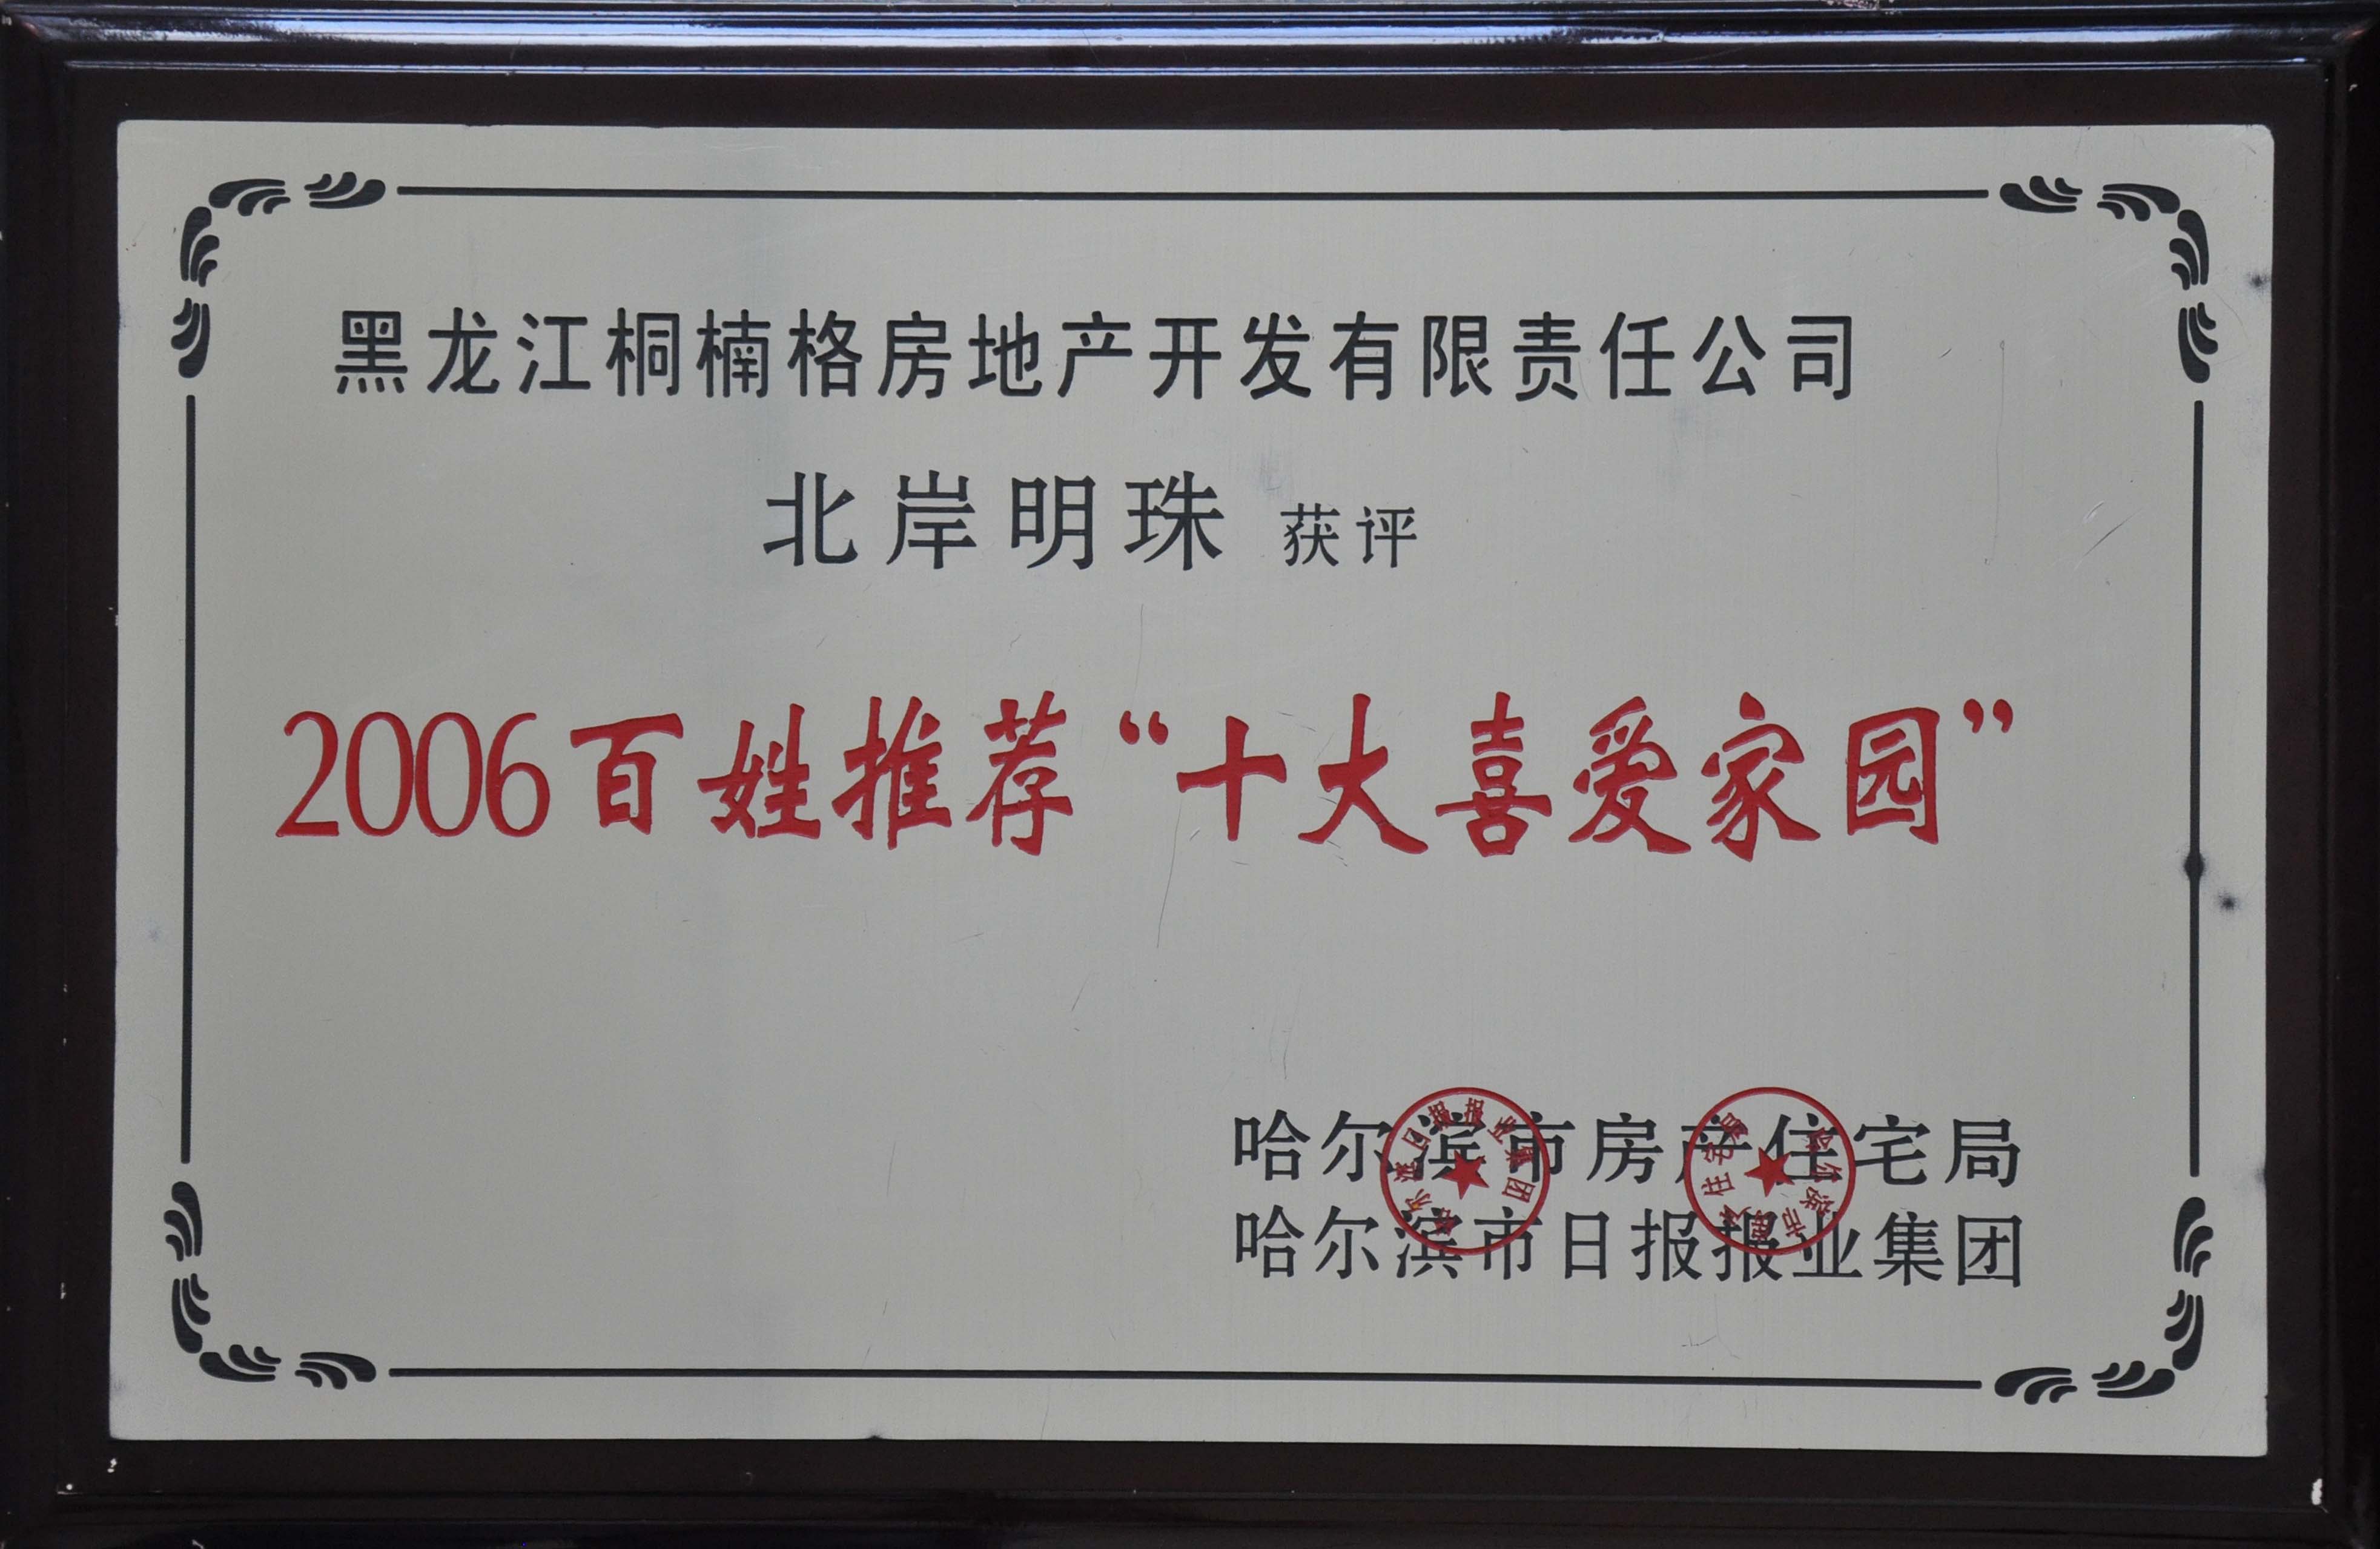 黑龙江桐楠格房地产开发有限责任公司
北岸明珠 获评
2006百姓推荐“十大喜爱家园”
哈尔滨市房产住宅局
哈尔滨市日报报业集团